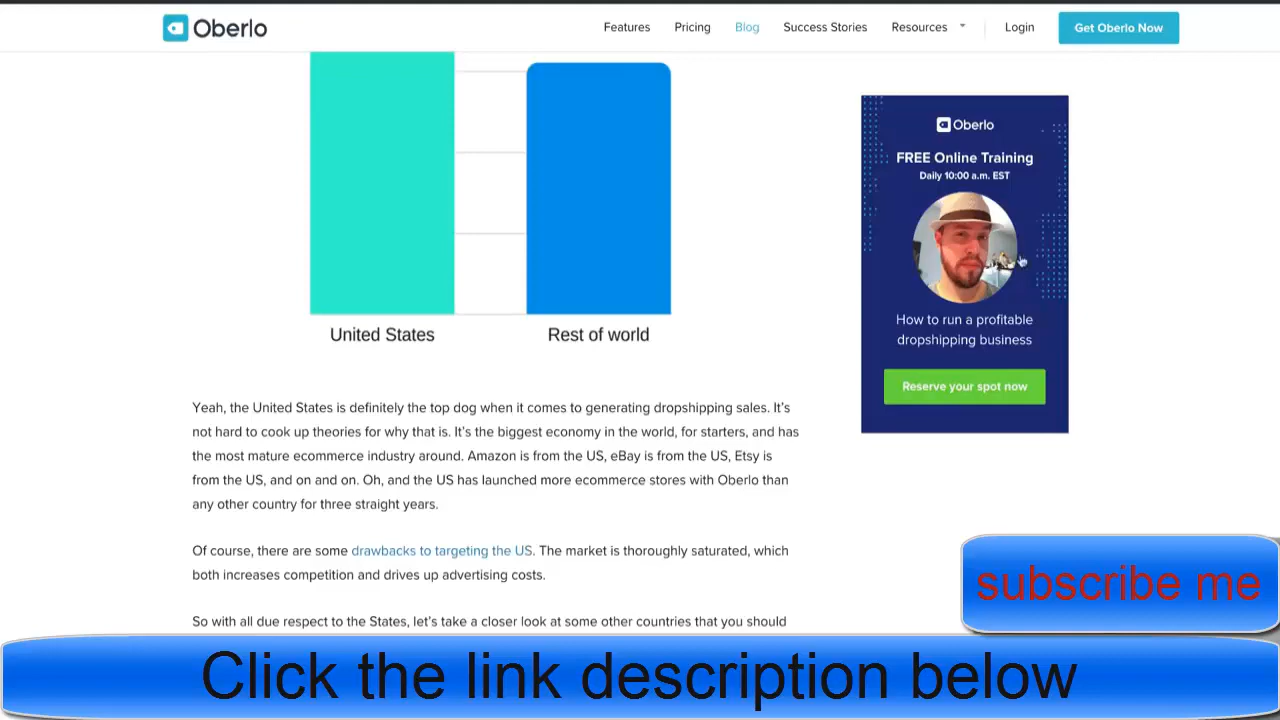 Oberlo
Features Pricing Blog Success Stories Resources Login Get Oberlo Now
United States Rest of world
Oberlo
FREE Online Training
Daily 10:00 a.m. EST
How to run a profitable
dropshipping business
Reserve your spot now
Yeah, the United States is definitely the top dog when it comes to generating dropshipping sales. It’s
not hard to cook up theories for why that is. It’s the biggest economy in the world, for starters, and has
the most mature ecommerce industry around. Amazon is from the US, eBay is from the US, Etsy is
from the US, and on and on. Oh, and the US has launched more ecommerce stores with Oberlo than
any other country for three straight years.
Of course, there are some drawbacks to targeting the US. The market is thoroughly saturated, which
both increases competition and drives up advertising costs.
So with all due respect to the States, let’s take a closer look at some other countries that you should
subscribe me
Click the link description below